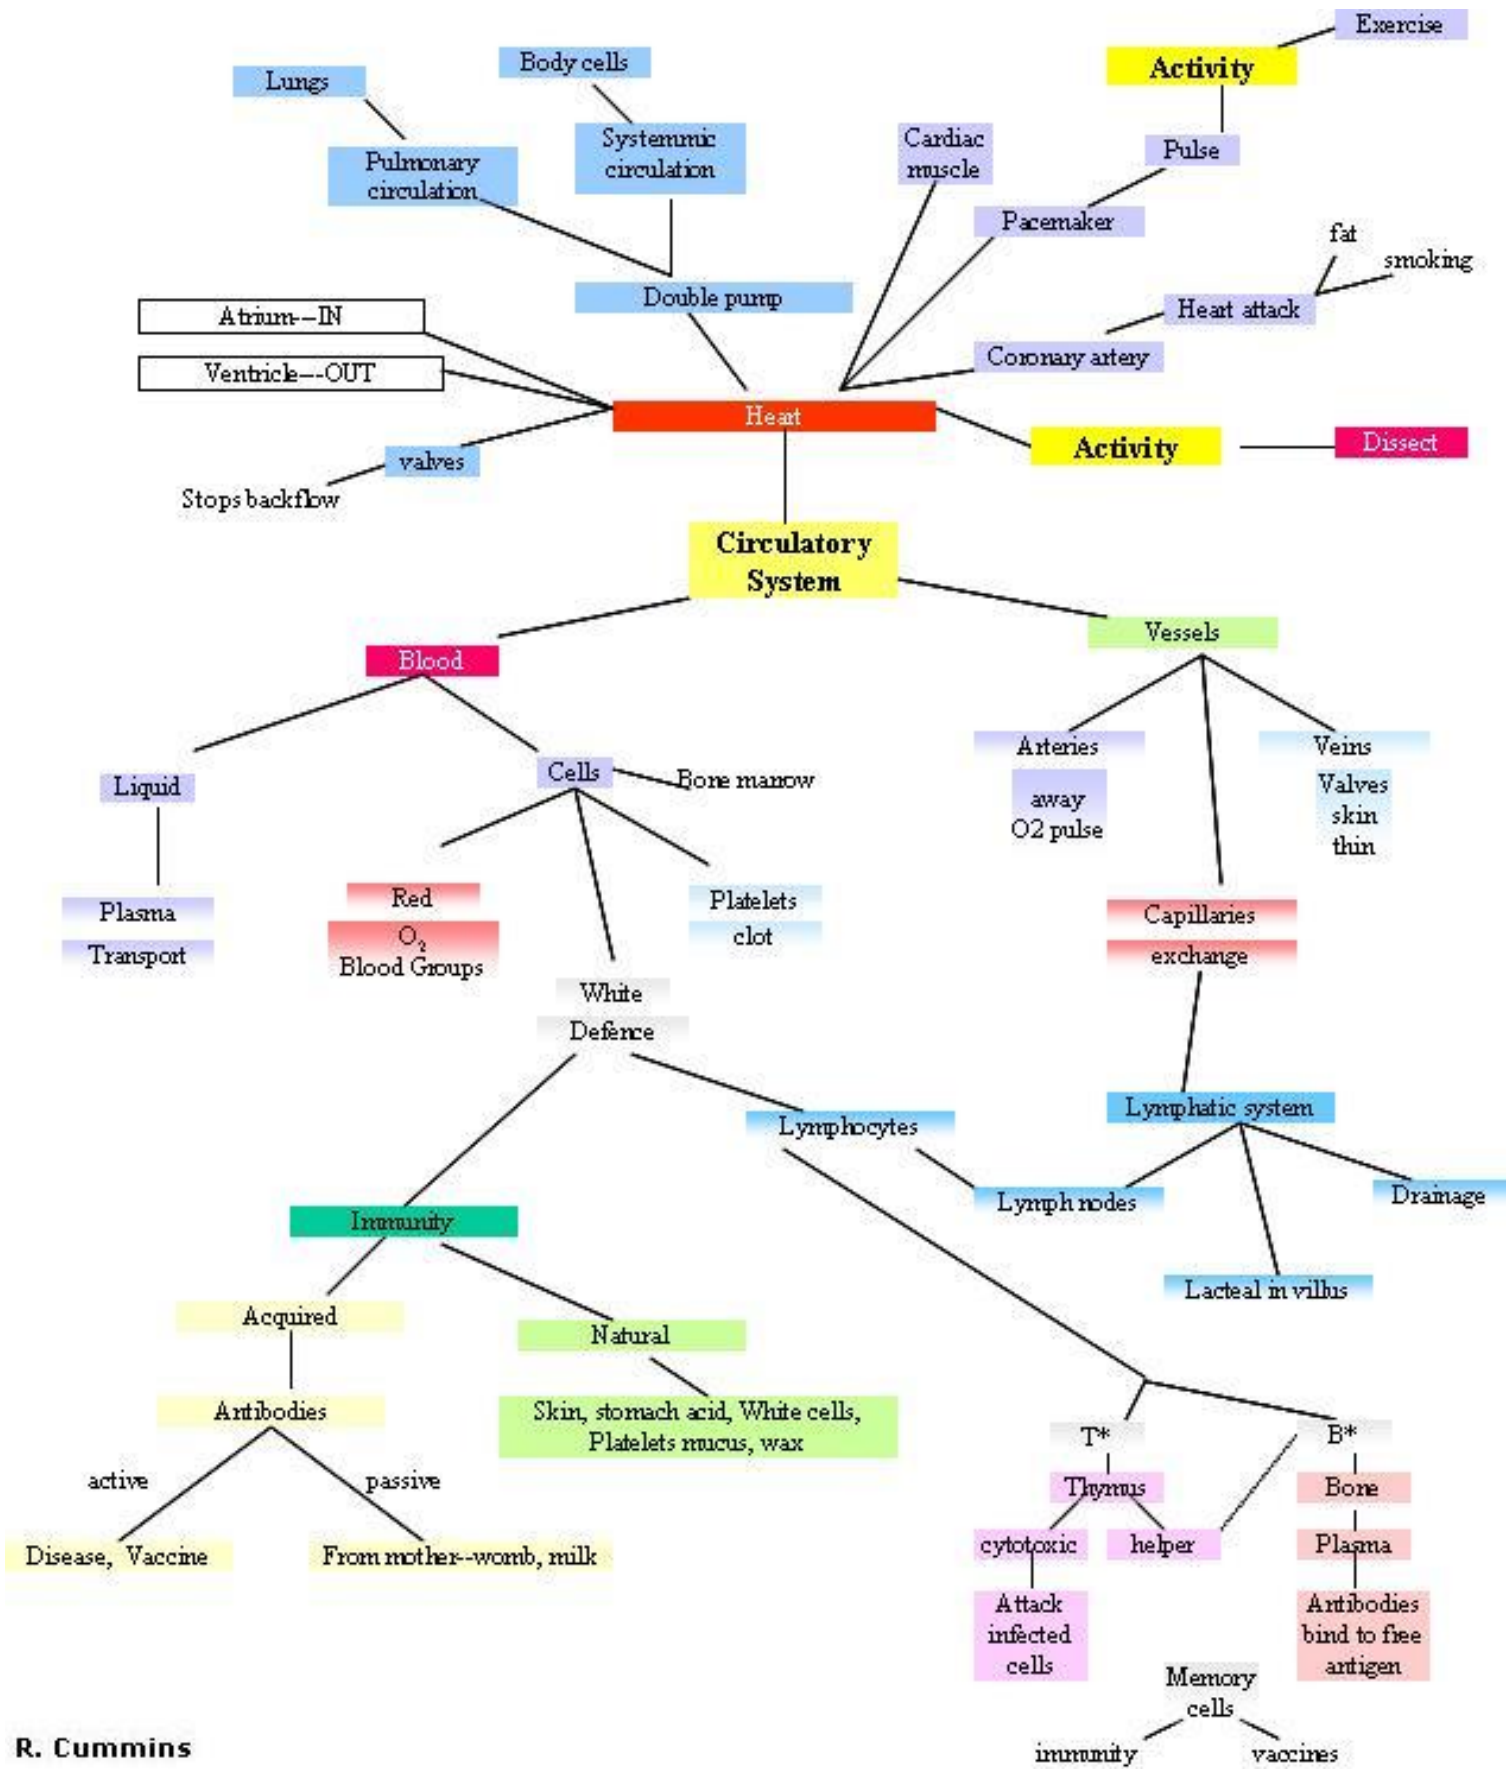 Exercise
Activity
Body cells
Lungs
Systemmic
circulation
Cardiac
muscle
Pulse
Pulmonary
circulation
Pacemaker
fat
smoking
Double pump
Heart attack
Atrium---IN
Coronary artery
Ventricle---OUT
Heart
Activity
Dissect
valves
Stops backflow
Circulatory
System
Vessels
Blood
Arteries
Veins
Liquid
Cells
Bone marrow
away
O2 pulse
Valves
skin
thin
Red
Platelets
Plasma
Capillaries
O2
Blood Groups
clot
Transport
exchange
White
Defence
Lymphatic system
Lymphocytes
Lymph nodes
Drainage
Immunity
Lacteal in villus
Acquired
Natural
Antibodies
Skin, stomach acid, White cells,
Platelets mucus, wax
T*
B*
active
passive
Thymus
Bone
Disease, Vaccine
From mother--womb, milk
cytotoxic
helper
Plasma
Attack
infected
cells
Antibodies
bind to free
antigen
Memory
cells
immunity
vaccines
R. Cummins